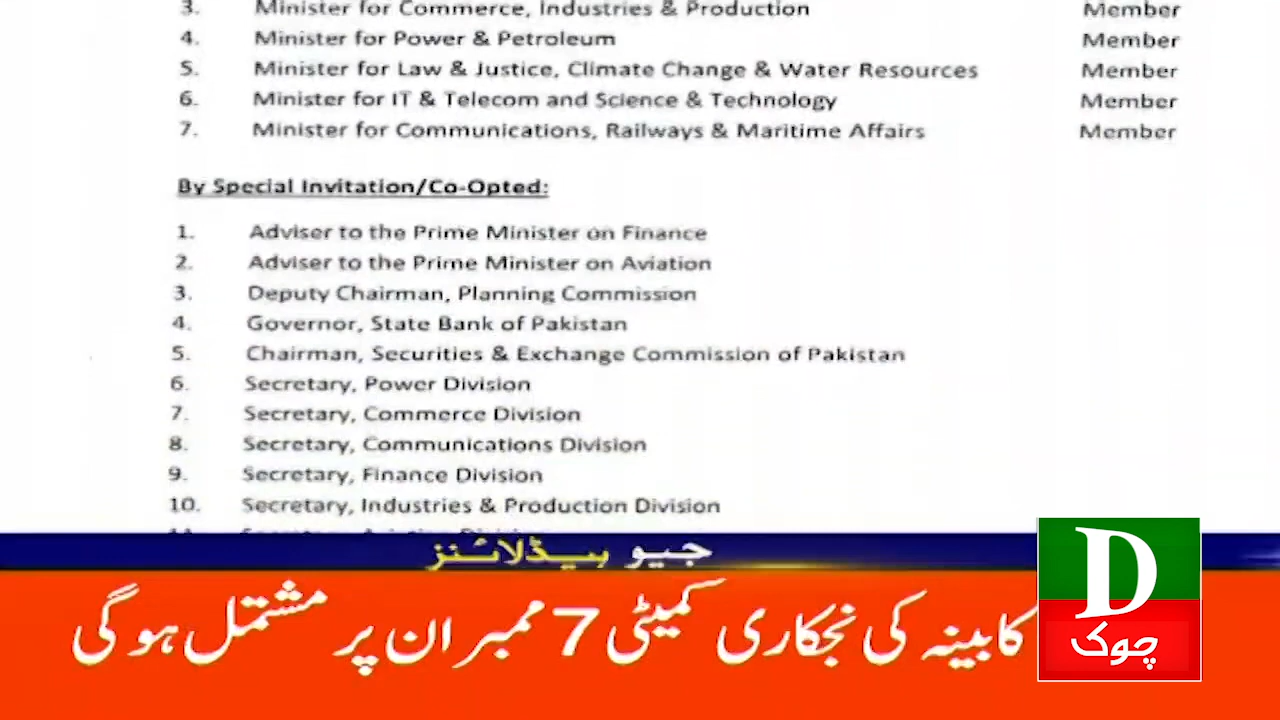 3. Minister for Commerce, Industries & Production Member
4. Minister for Power & Petroleum Member
5. Minister for Law & Justice, Climate Change & Water Resources Member
6. Minister for IT & Telecom and Science & Technology Member
7. Minister for Communications, Railways & Maritime Affairs Member
By Special Invitation/Co-Opted:
1. Adviser to the Prime Minister on Finance
2. Adviser to the Prime Minister on Aviation
3. Deputy Chairman, Planning Commission
4. Governor, State Bank of Pakistan
5. Chairman, Securities & Exchange Commission of Pakistan
6. Secretary, Power Division
7. Secretary, Commerce Division
8. Secretary, Communications Division
9. Secretary, Finance Division
10. Secretary, Industries & Production Division
جیو ہیڈلائنز
کابینہ کی نجکاری کمیٹی 7 ممبران پر مشتمل ہوگی
D
چوک